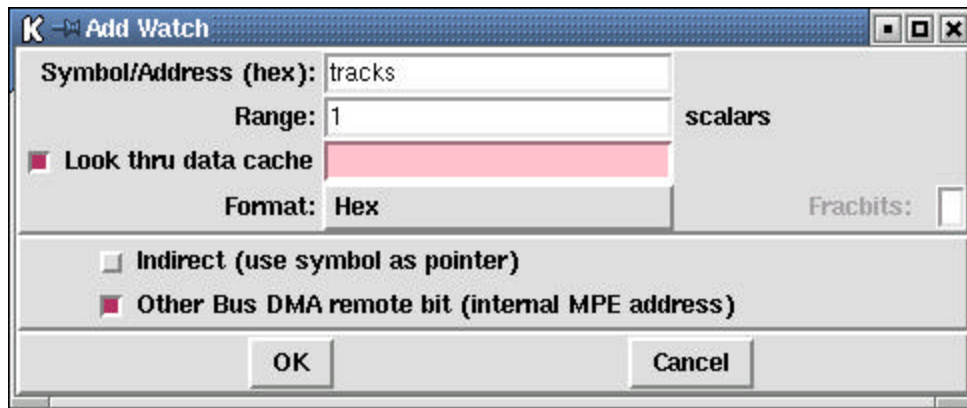 Add Watch
Symbol/Address (hex): tracks
Range: 1 scalars
Look thru data cache
Format: Hex Fracbits:
Indirect (use symbol as pointer)
Other Bus DMA remote bit (internal MPE address)
OK Cancel